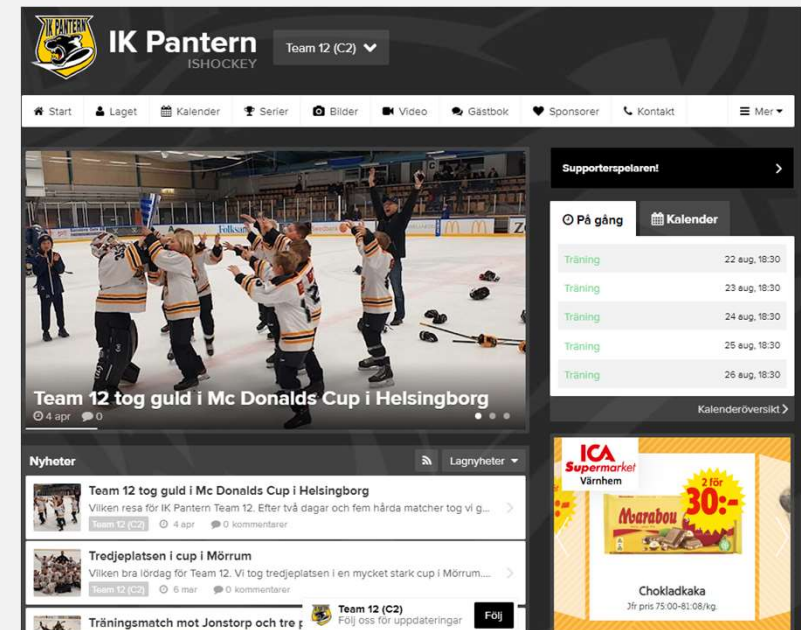 IK PANTERN
IK Pantern
ISHOCKEY
Team 12 (C2)
Start Laget Kalender Serier Bilder Video Gästbok Sponsorer Kontakt Mer
Supporterspelaren!
På gång Kalender
Träning 22 aug, 18:30
Träning 23 aug, 18:30
Träning 24 aug, 18:30
Träning 25 aug, 18:30
Träning 26 aug, 18:30
Kalenderöversikt
Team 12 tog guld i Mc Donalds Cup i Helsingborg
4 apr 0
Nyheter Lagnyheter
Team 12 tog guld i Mc Donalds Cup i Helsingborg
Vilken resa för IK Pantern Team 12. Efter två dagar och fem hårda matcher tog vi g...
Team 12 (C2) 4 apr 0 kommentarer
Tredjeplatsen i cup i Mörrum
Vilken bra lördag för Team 12. Vi tog tredjeplatsen i en mycket stark cup i Mörrum....
Team 12 (C2) 6 mar 0 kommentarer
Träningsmatch mot Jonstorp och tre p
Team 12 (C2)
Följ oss för uppdateringar
Följ
ICA
Supermarket
Värnhem
2 för
30:-
Marabou
Chokladkaka
Jfr pris 75:00-81:08/kg.